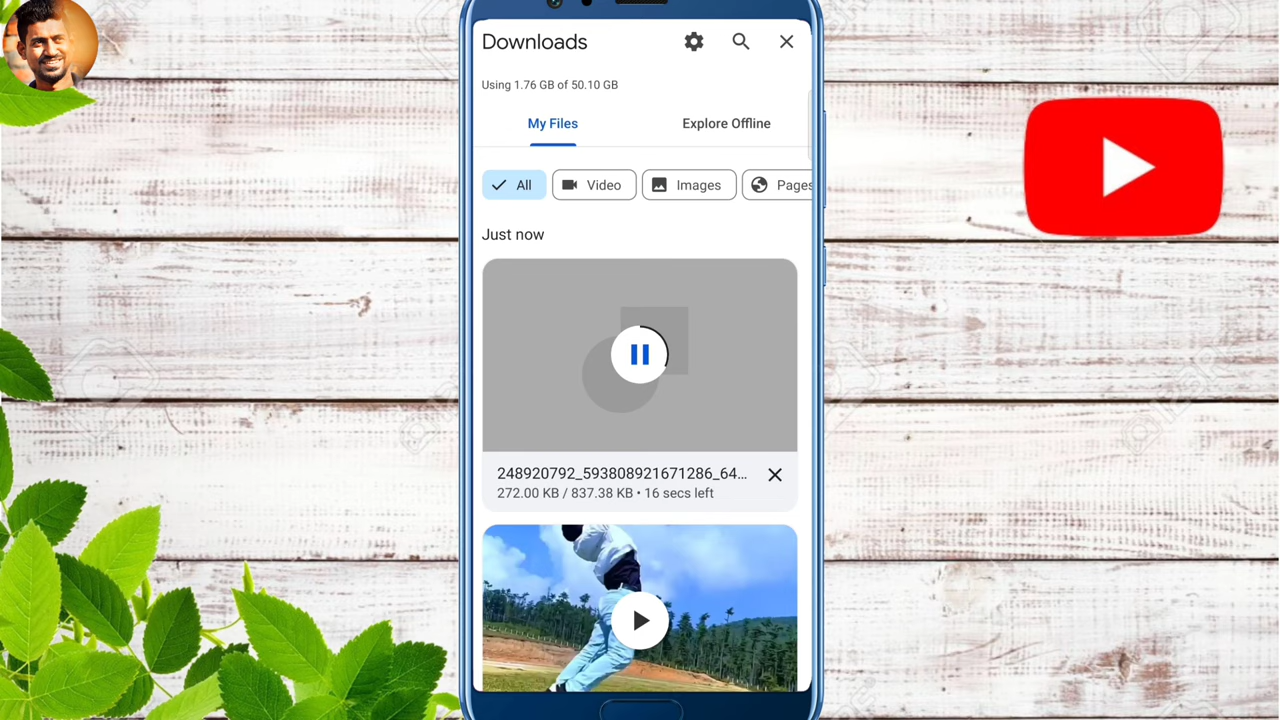 Downloads
Using 1.76 GB of 50.10 GB
My Files Explore Offline
All Video Images Pages
Just now
248920792_593808921671286_64...
272.00 KB / 837.38 KB • 16 secs left